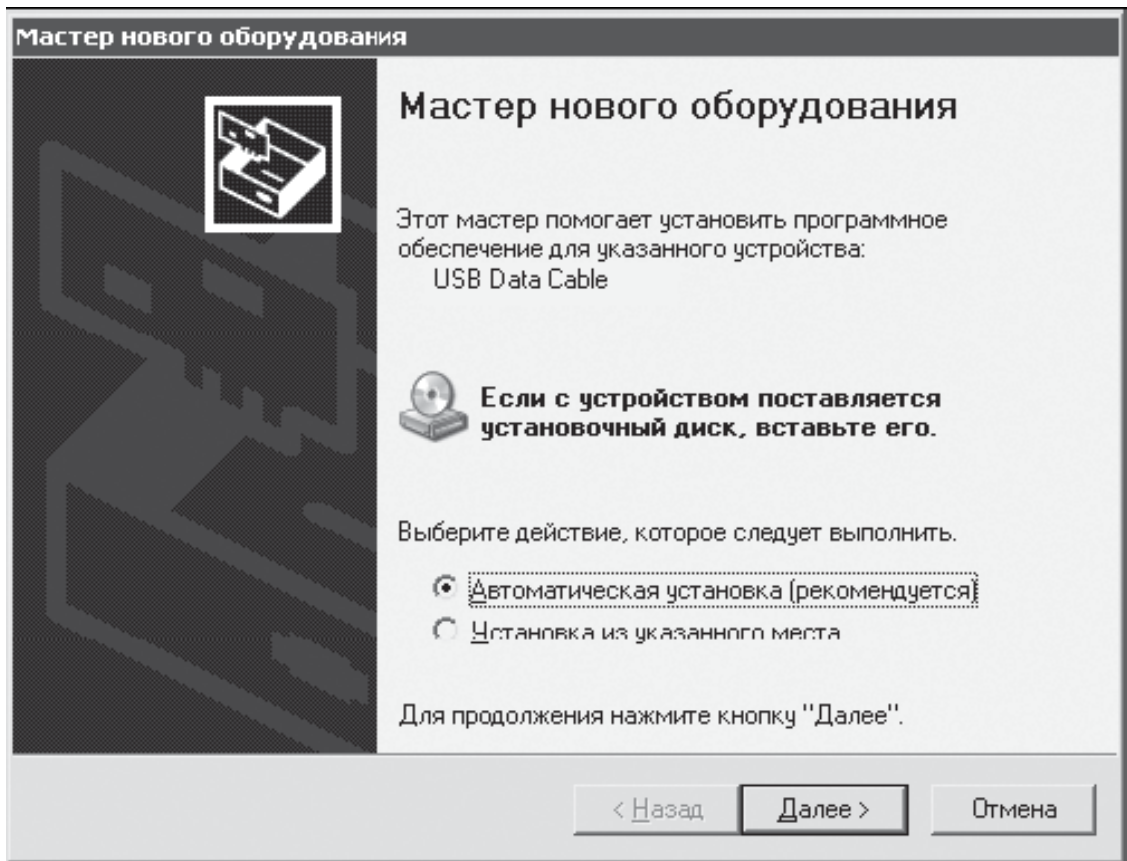 Мастер нового оборудования
Мастер нового оборудования
Этот мастер помогает установить программное
обеспечение для указанного устройства:
USB Data Cable
Если с устройством поставляется
установочный диск, вставьте его.
Выберите действие, которое следует выполнить.
Автоматическая установка (рекомендуется)
Установка из указанного места
Для продолжения нажмите кнопку "Далее".
< Назад
Далее >
Отмена